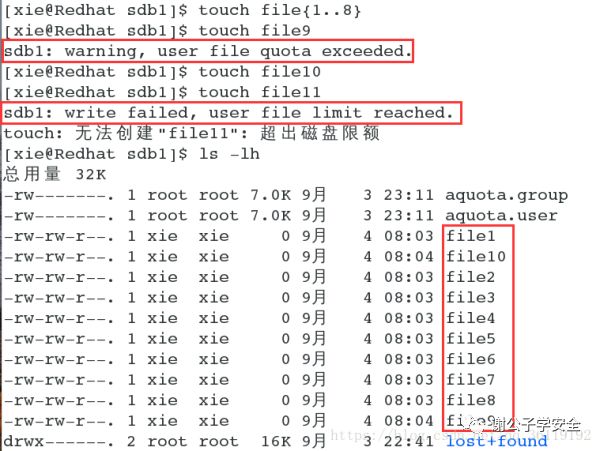 [xie@Redhat sdb1]$ touch file{1..8}
[xie@Redhat sdb1]$ touch file9
sdb1: warning, user file quota exceeded.
[xie@Redhat sdb1]$ touch file10
[xie@Redhat sdb1]$ touch file11
sdb1: write failed, user file limit reached.
touch: 无法创建"file11": 超出磁盘限额
[xie@Redhat sdb1]$ ls -lh
总用量 32K
-rw-------. 1 root root 7.0K 9月 3 23:11 aquota.group
-rw-------. 1 root root 7.0K 9月 3 23:11 aquota.user
-rw-rw-r--. 1 xie xie 0 9月 4 08:03 file1
-rw-rw-r--. 1 xie xie 0 9月 4 08:04 file10
-rw-rw-r--. 1 xie xie 0 9月 4 08:03 file2
-rw-rw-r--. 1 xie xie 0 9月 4 08:03 file3
-rw-rw-r--. 1 xie xie 0 9月 4 08:03 file4
-rw-rw-r--. 1 xie xie 0 9月 4 08:03 file5
-rw-rw-r--. 1 xie xie 0 9月 4 08:03 file6
-rw-rw-r--. 1 xie xie 0 9月 4 08:03 file7
-rw-rw-r--. 1 xie xie 0 9月 4 08:03 file8
-rw-rw-r--. 1 xie xie 0 9月 4 08:04 file9
谢公子学安全
drwx------. 2 root root 16K 9月 3 22:41 lost+found